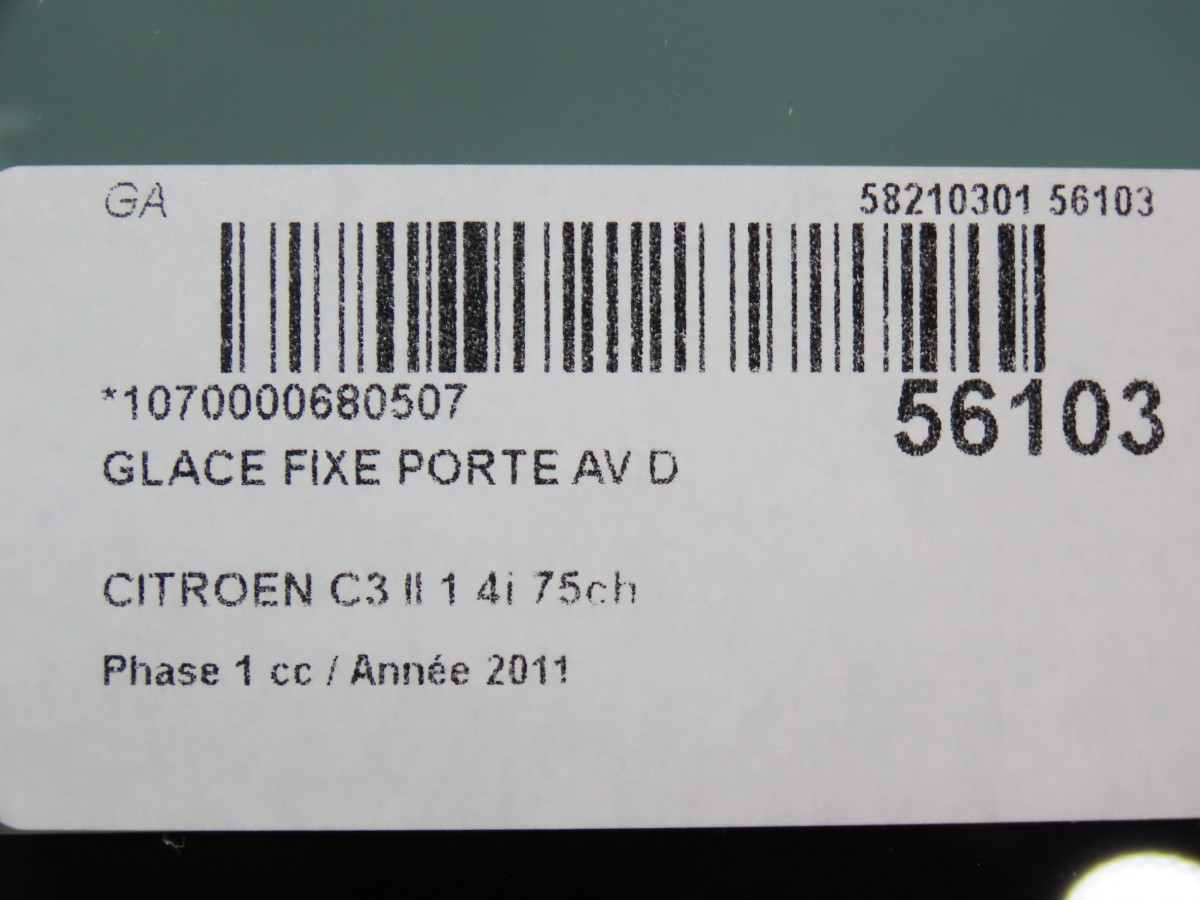 GA
58210301 56103
*1070000680507
56103
GLACE FIXE PORTE AV D
CITROEN C3 II 1 4i 75ch
Phase 1 cc / Année 2011